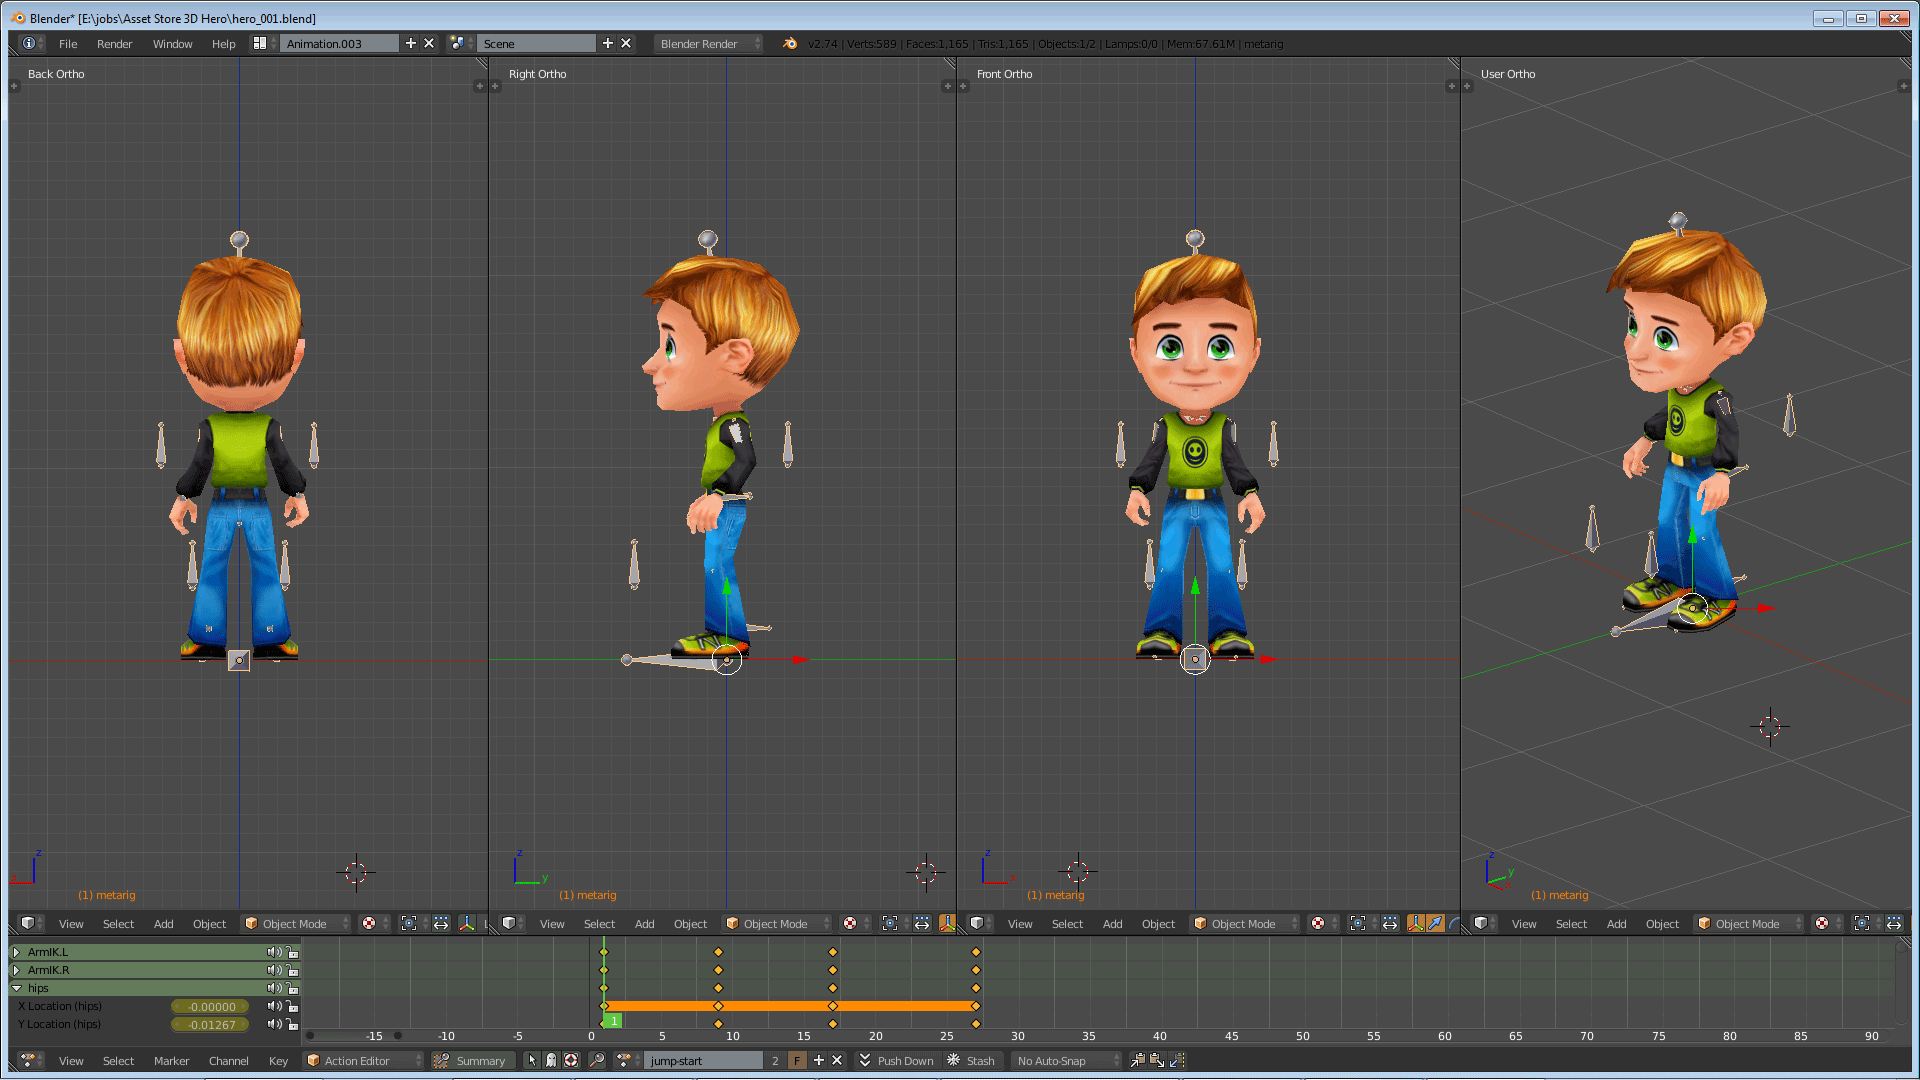 Blender* [E:\jobs\Asset Store 3D Hero\hero_001.blend]
File Render Window Help Animation.003 Scene Blender Render v2.74 | Verts:589 | Faces:1,165 | Tris:1,165 | Objects:1/2 | Lamps:0/0 | Mem:67.61M | metarig
Back Ortho Right Ortho Front Ortho User Ortho
z z z z
y y
(1) metarig (1) metarig (1) metarig (1) metarig
View Select Add Object Object Mode View Select Add Object Object Mode View Select Add Object Object Mode View Select Add Object Object Mode
ArmIK.L
ArmIK.R
hips
X Location (hips) -0.00000
Y Location (hips) -0.01267 1
-15 -10 -5 0 5 10 15 20 25 30 35 40 45 50 55 60 65 70 75 80 85 90
View Select Marker Channel Key Action Editor Summary jump-start 2 F Push Down Stash No Auto-Snap